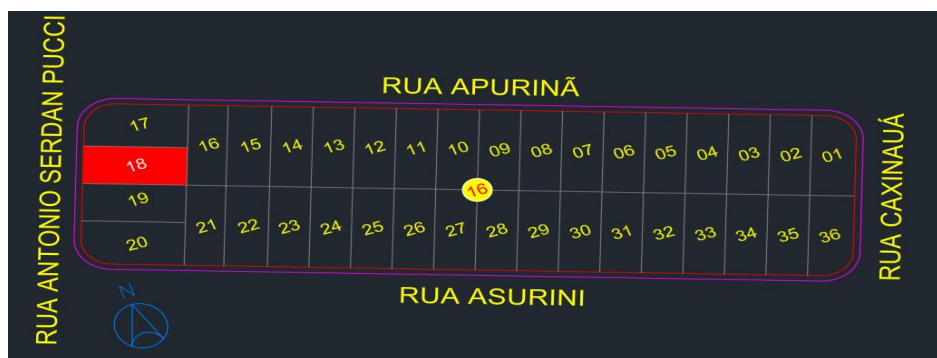 RUA ANTONIO SERDAN PUCCI
RUA APURINÃ
17
16 15 14 13 12 11 10 09 08 07 06 05 04 03 02 01
18
16
19
20
21 22 23 24 25 26 27 28 29 30 31 32 33 34 35 36
RUA CAXINAUÁ
RUA ASURINI
N